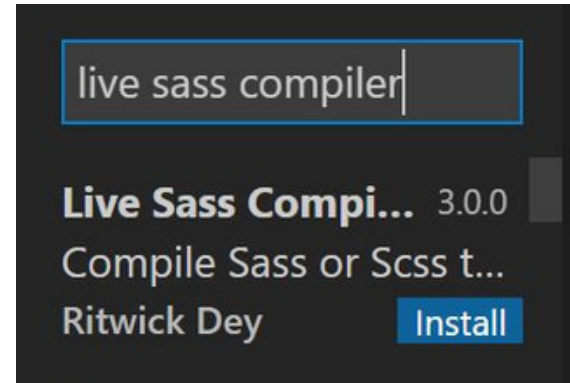 live sass compiler
Live Sass Compi... 3.0.0
Compile Sass or Scss t...
Ritwick Dey Install